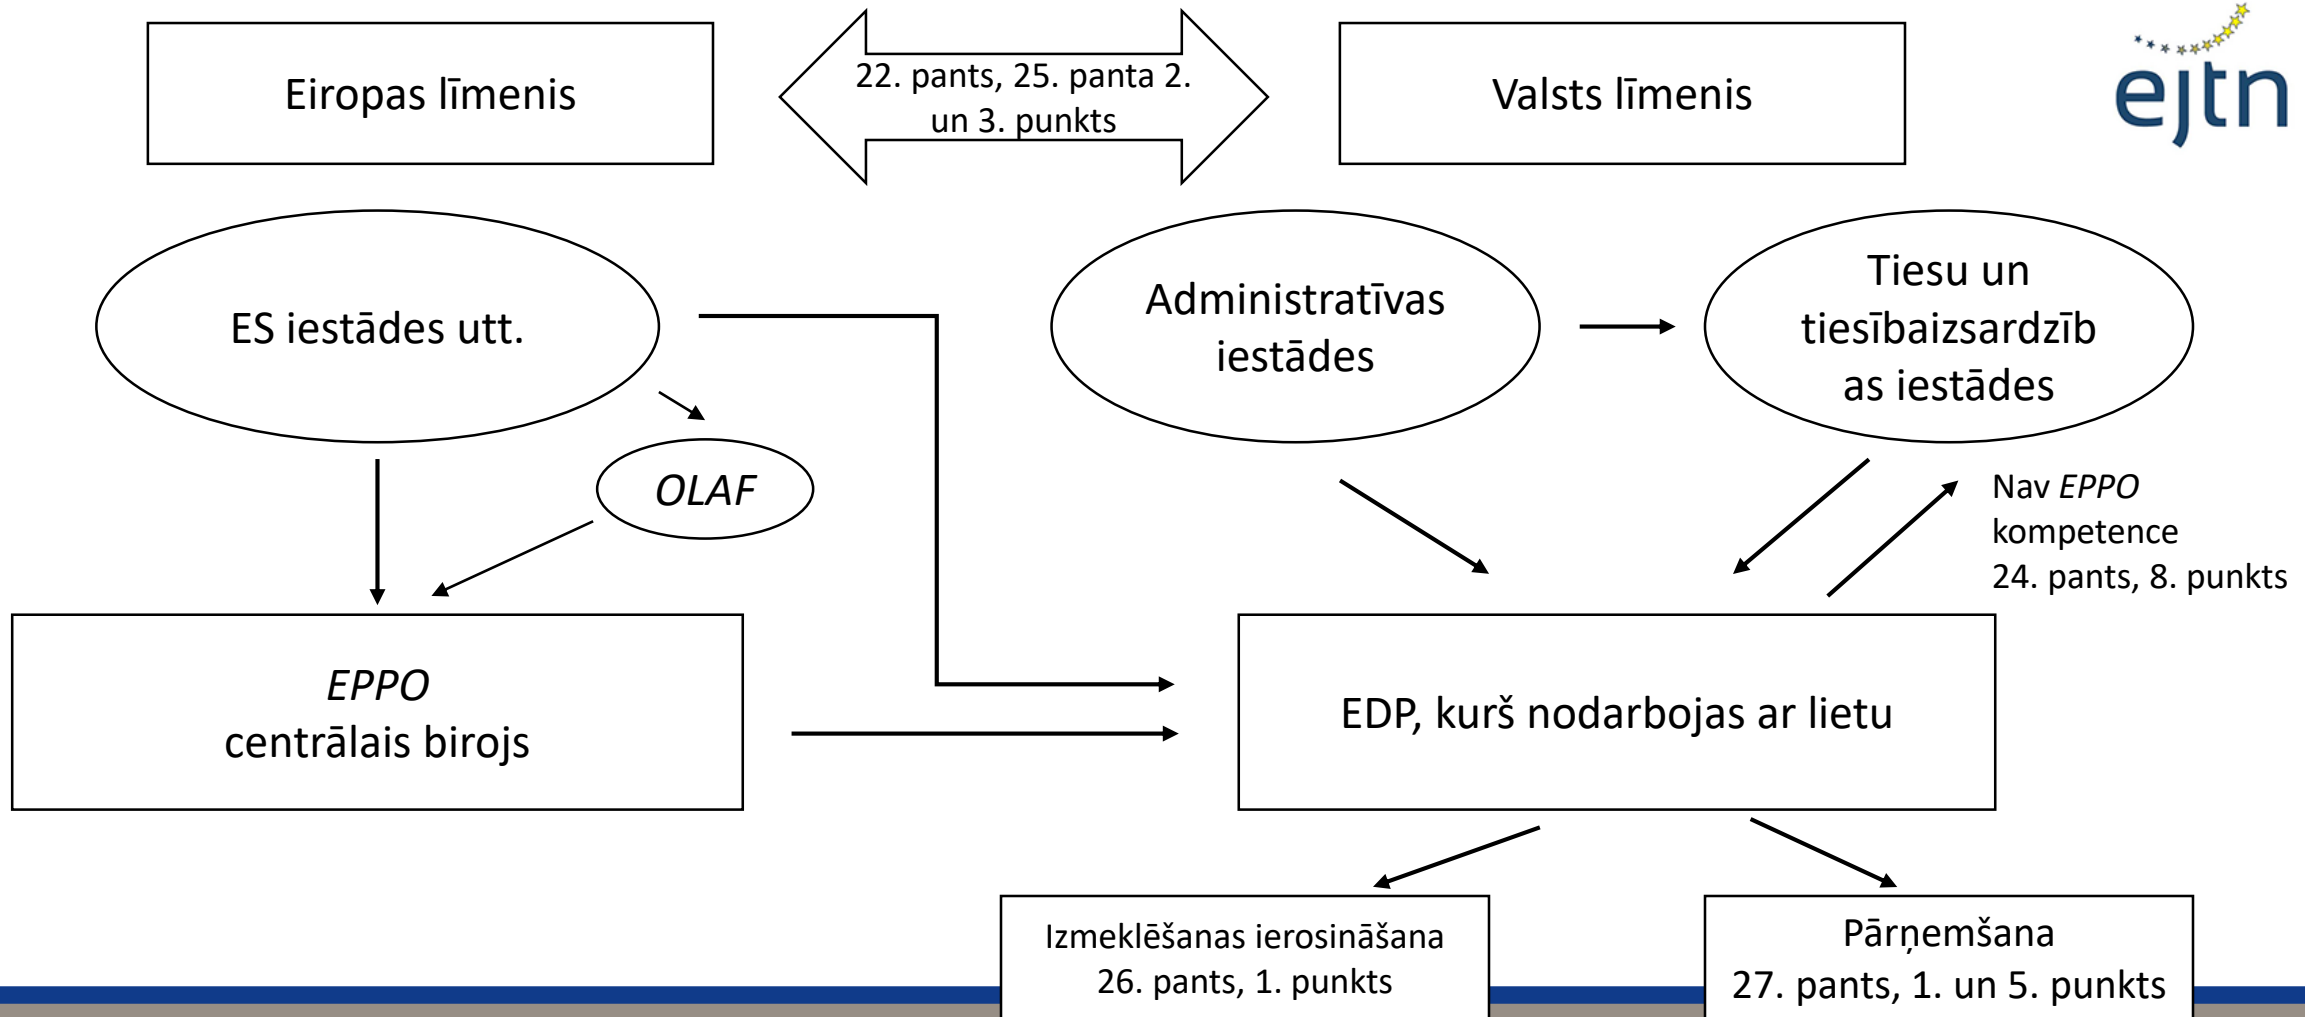 Eiropas līmenis
22. pants, 25. panta 2.
un 3. punkts
Valsts līmenis
ejtn
ES iestādes utt.
Administratīvas
iestādes
Tiesu un
tiesībaizsardzīb
as iestādes
OLAF
Nav EPPO
kompetence
24. pants, 8. punkts
EPPO
centrālais birojs
EDP, kurš nodarbojas ar lietu
Izmeklēšanas ierosināšana
26. pants, 1. punkts
Pārņemšana
27. pants, 1. un 5. punkts